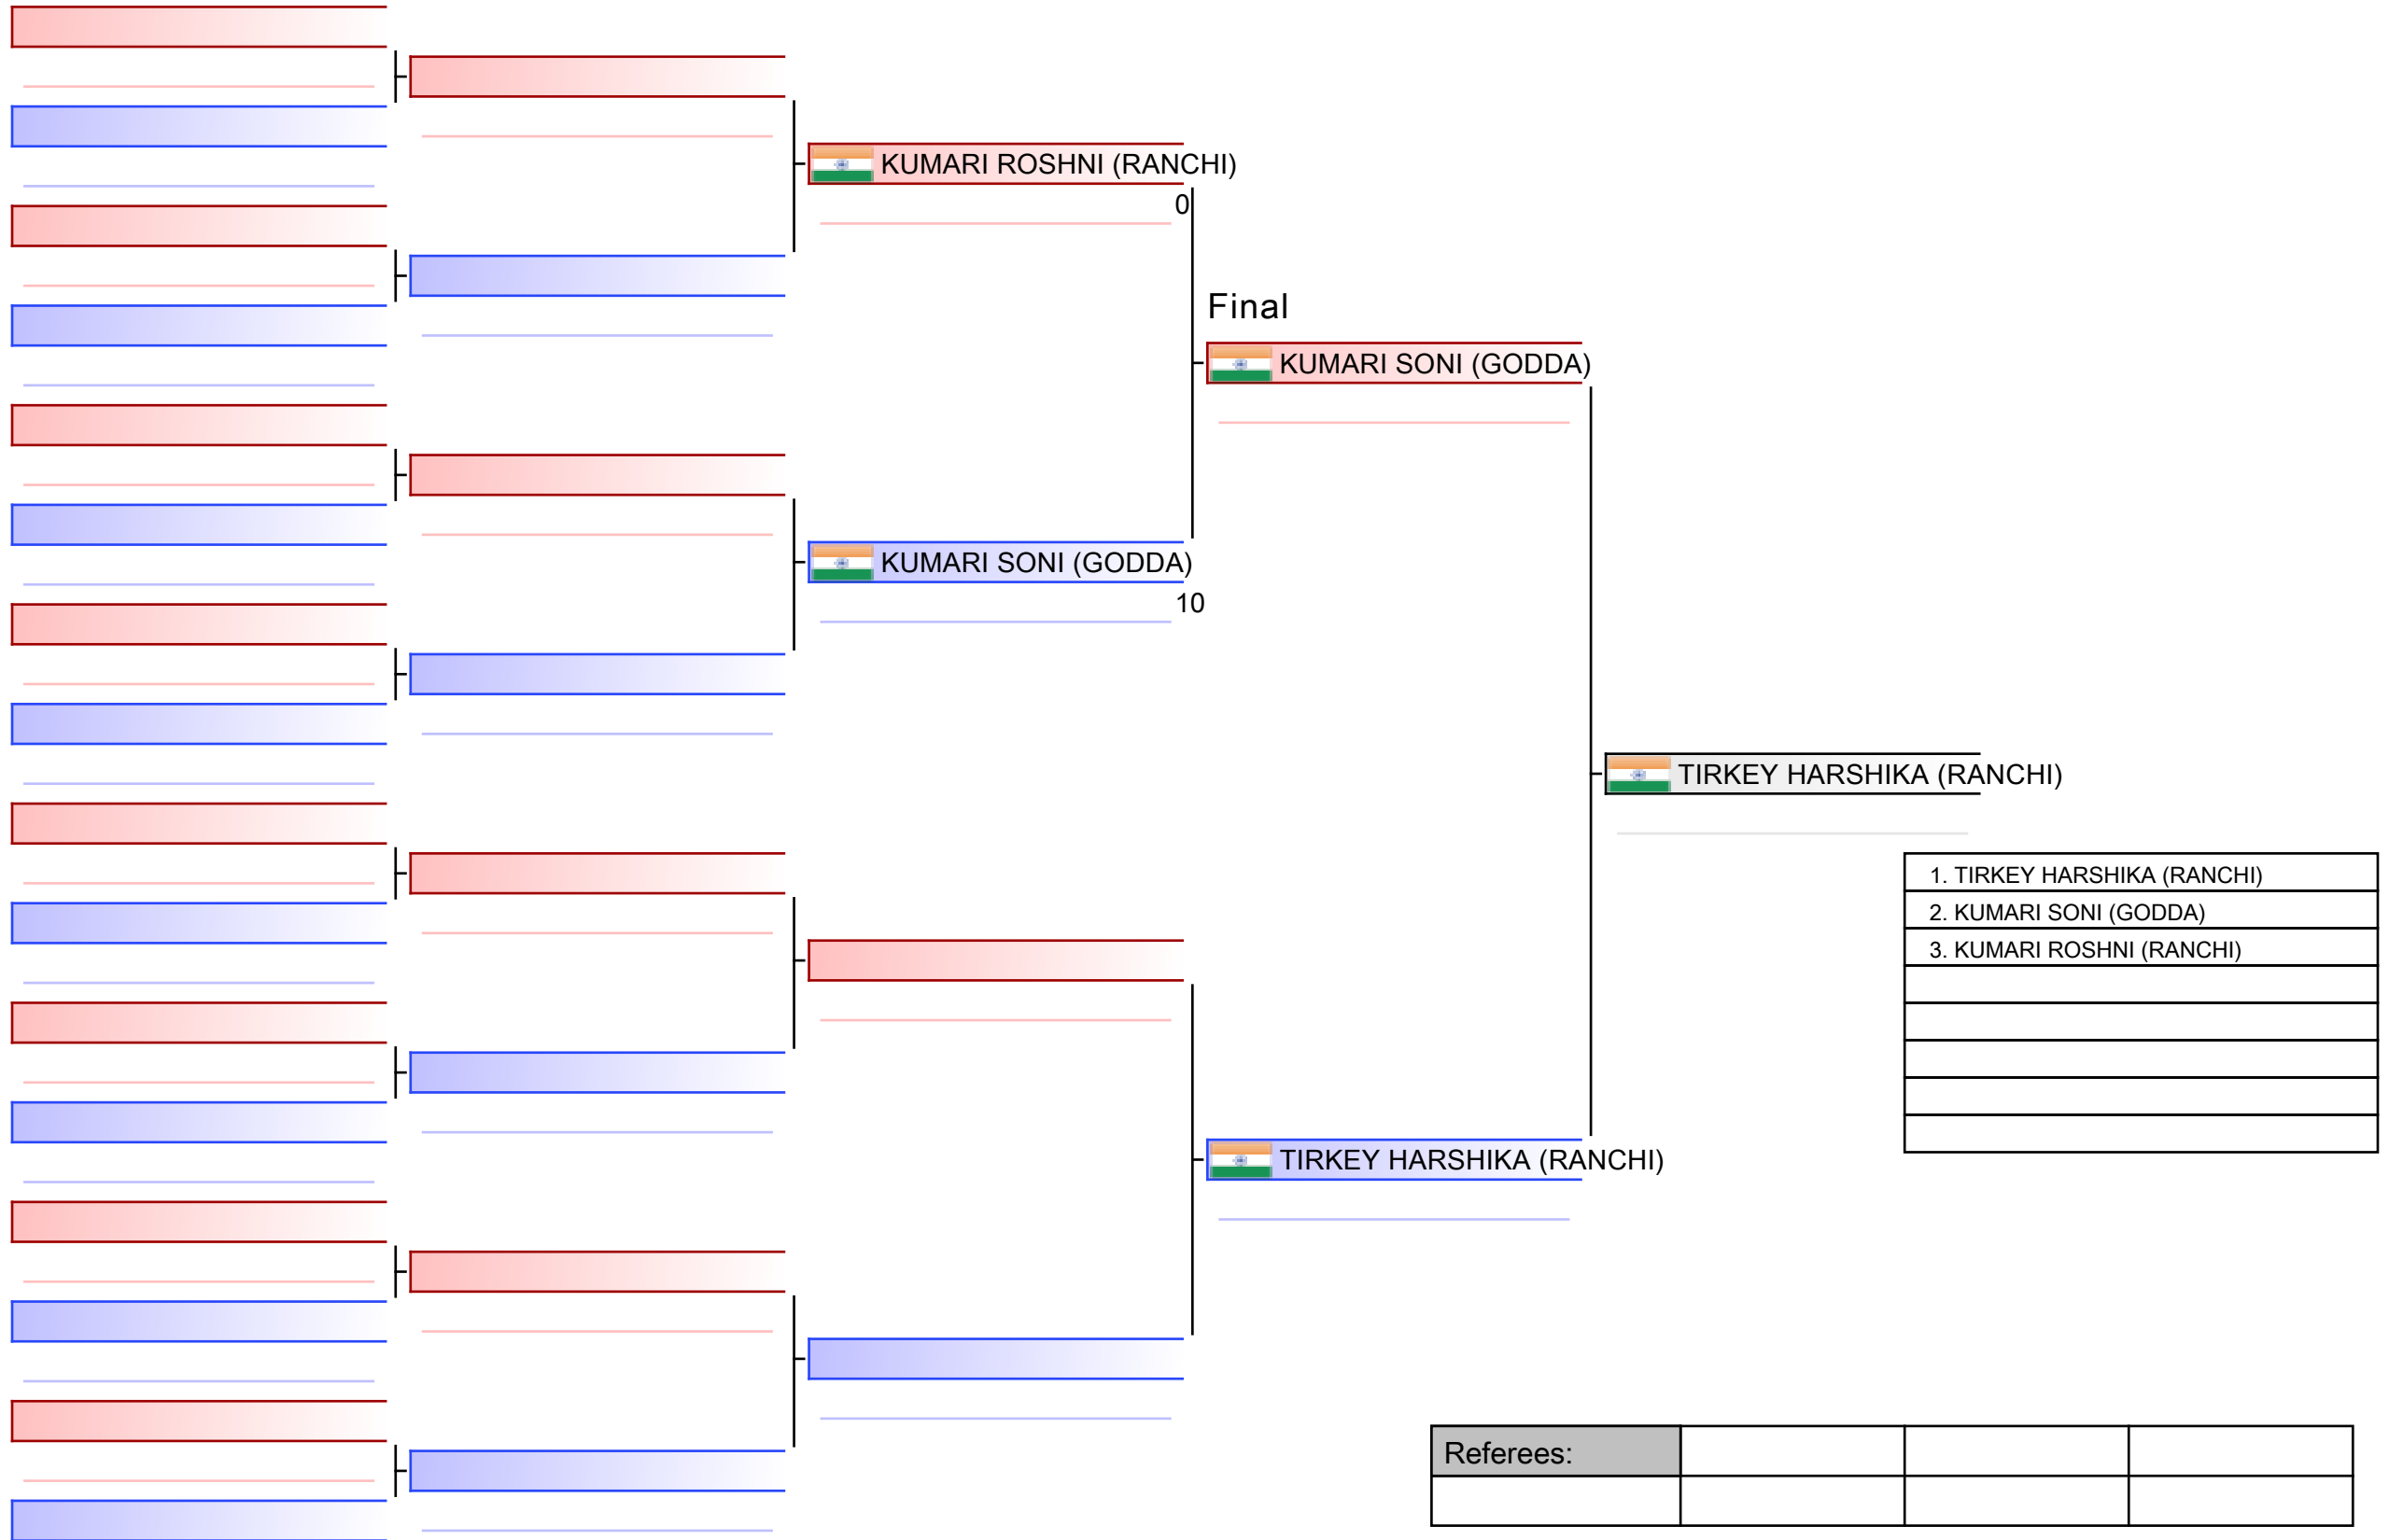 KUMARI ROSHNI (RANCHI)
0
Final
KUMARI SONI (GODDA)
KUMARI SONI (GODDA)
10
TIRKEY HARSHIKA (RANCHI)
1. TIRKEY HARSHIKA (RANCHI)
2. KUMARI SONI (GODDA)
3. KUMARI ROSHNI (RANCHI)
TIRKEY HARSHIKA (RANCHI)
Referees: